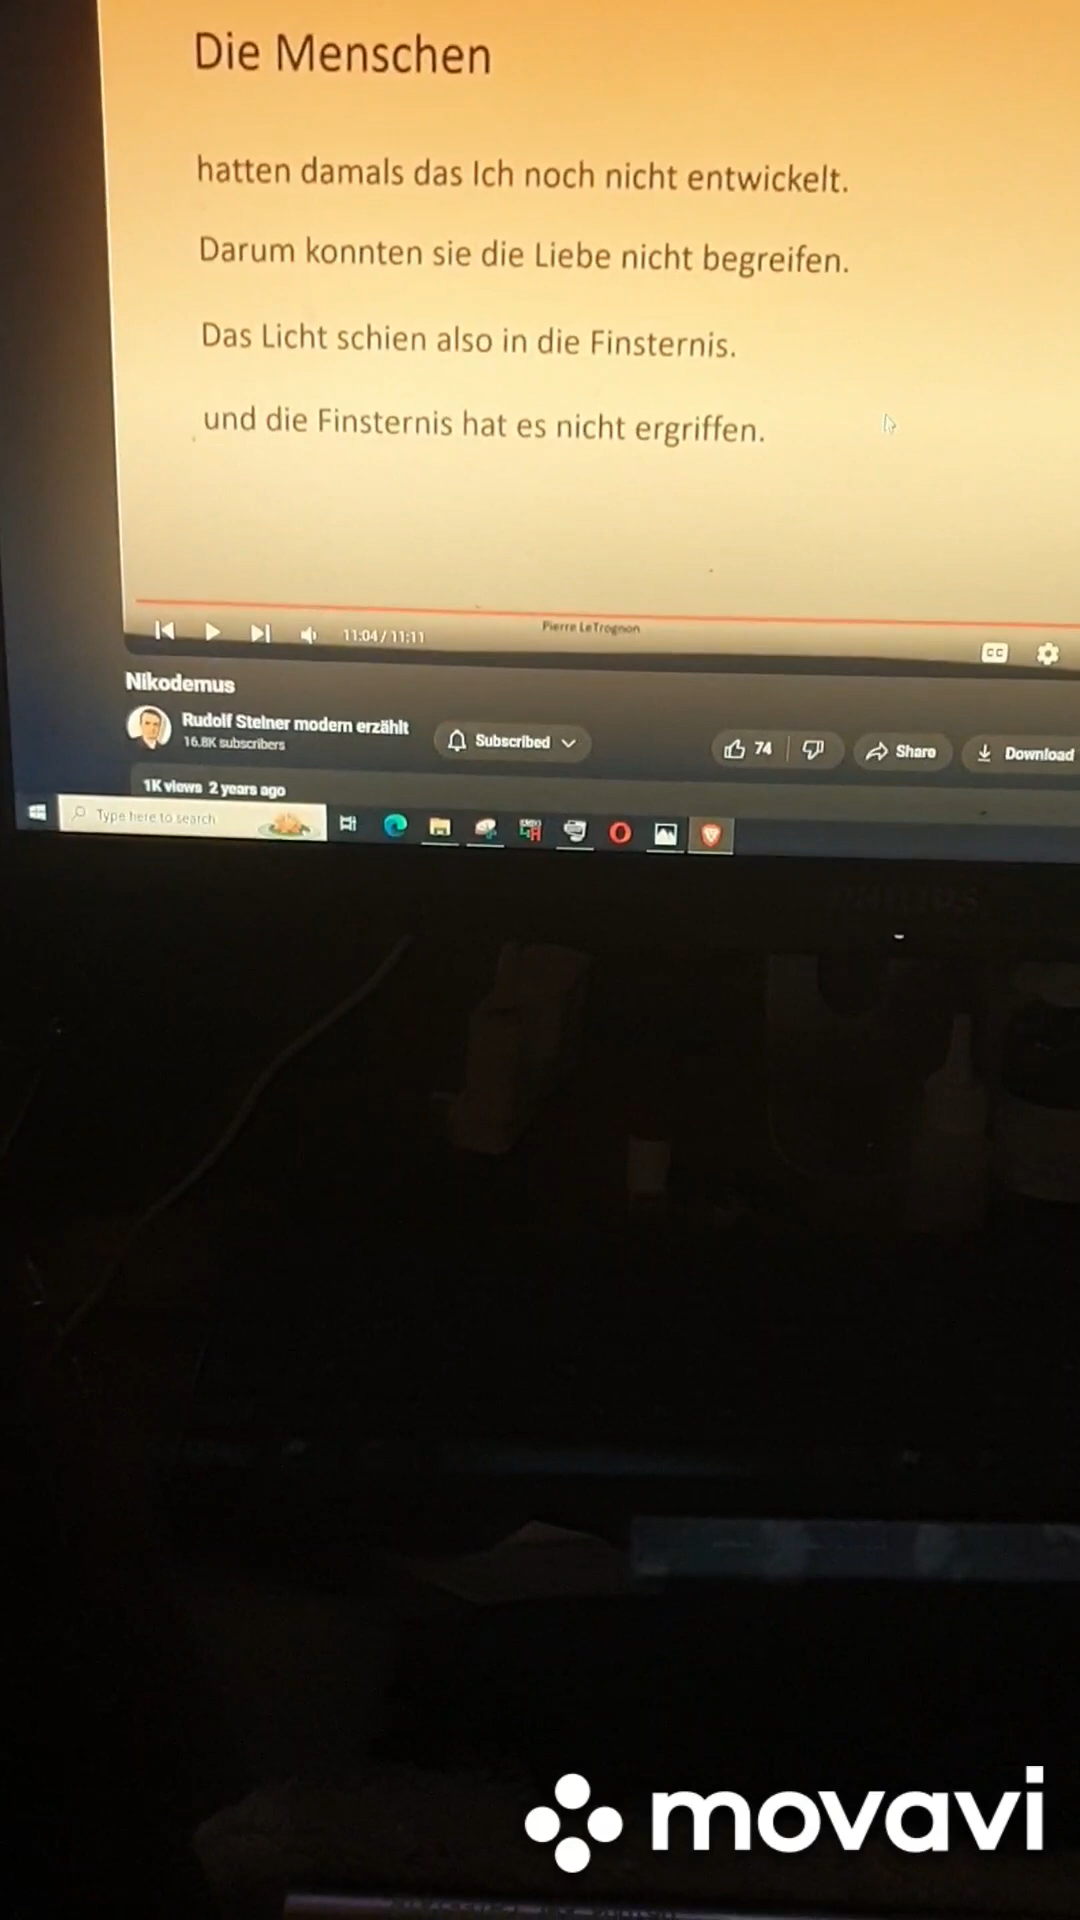 Die Menschen
hatten damals das Ich noch nicht entwickelt.
Darum konnten sie die Liebe nicht begreifen.
Das Licht schien also in die Finsternis.
und die Finsternis hat es nicht ergriffen.
11:04 / 11:11
Pierre LeTrognon
CC
Nikodemus
Rudolf Steiner modern erzählt
16.8K subscribers
Subscribed
74
Share
Download
1K views 2 years ago
Type here to search
PHILIPS
movavi